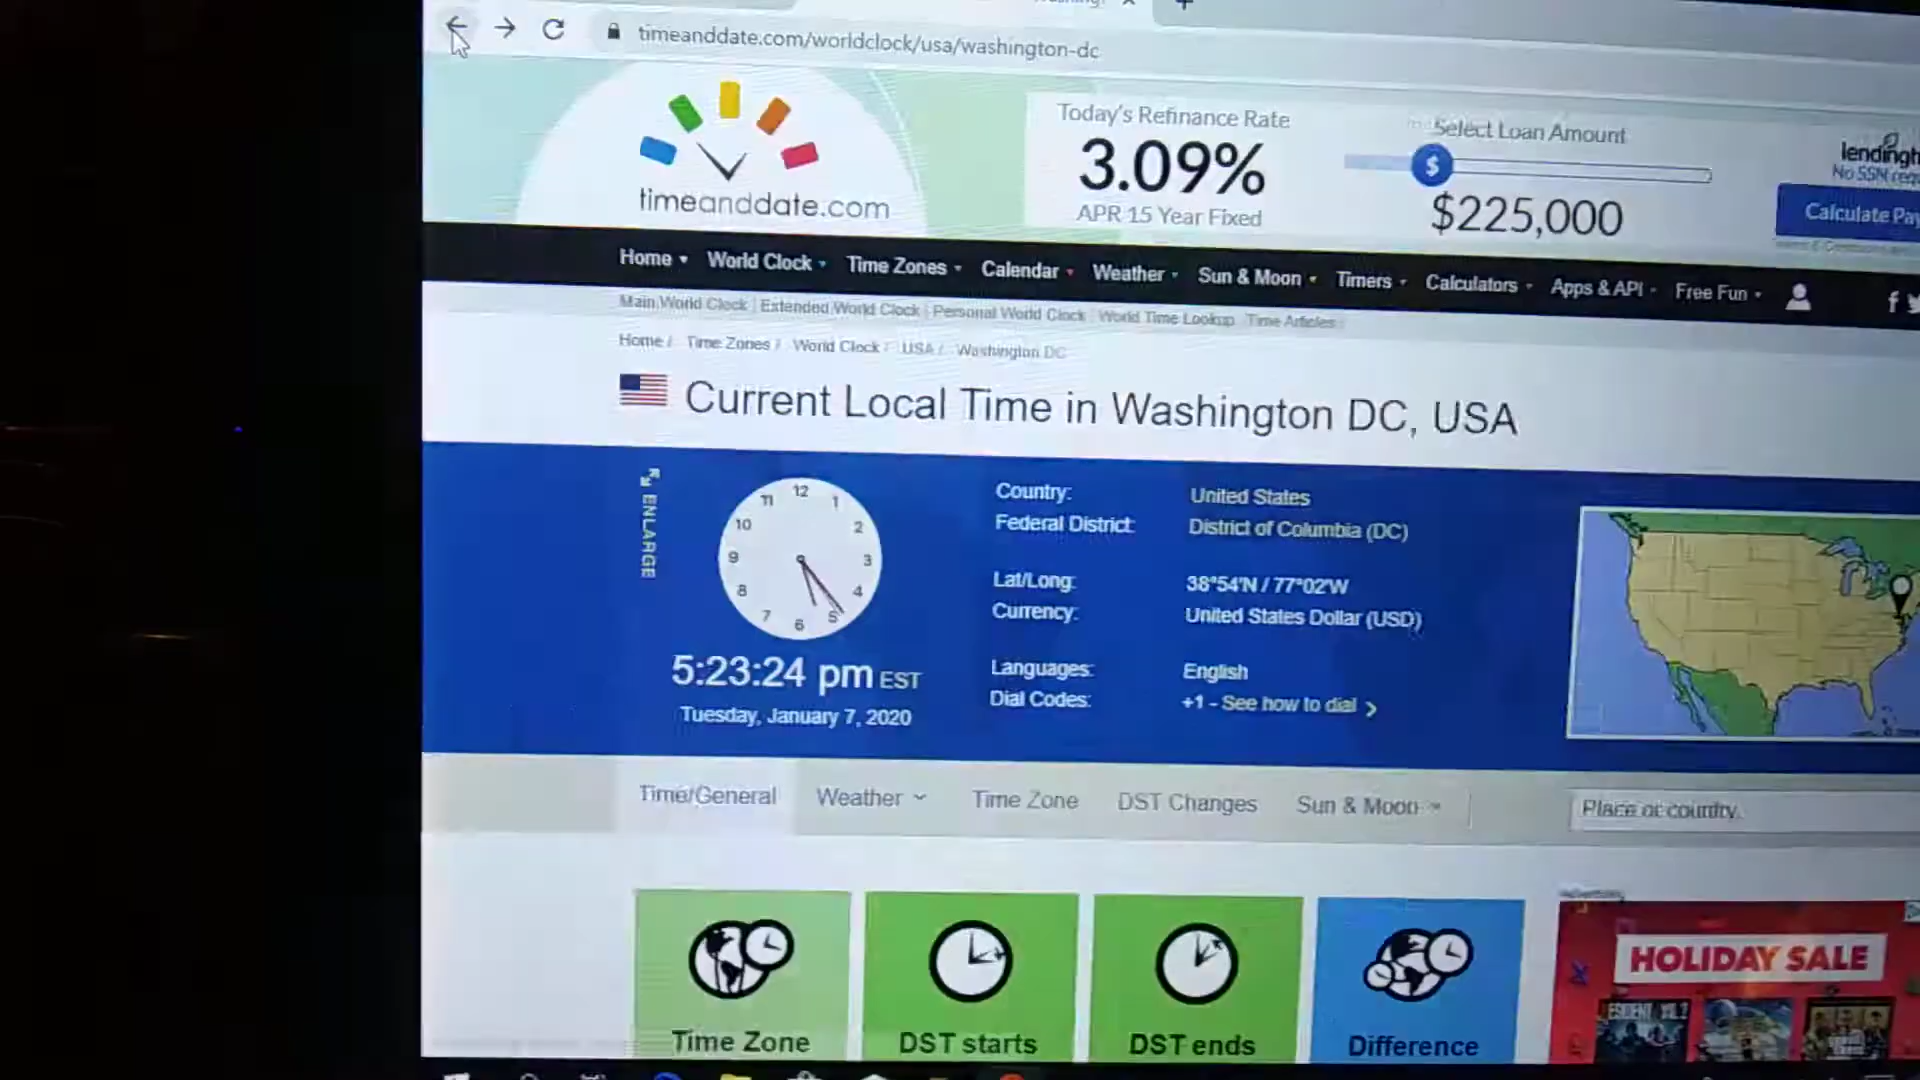 timeanddate.com/worldclock/usa/washington-dc
timeanddate.com
Today's Refinance Rate
3.09%
APR 15 Year Fixed
Select Loan Amount
$
$225,000
No SSN
Calculate
Home World Clock Time Zones Calendar Weather Sun & Moon Timers Calculators Apps & API Free Fun
Main World Clock | Extended World Clock | Personal World Clock | World Time Lookup Time Articles
Home / Time Zones / World Clock / USA / Washington DC
Current Local Time in Washington DC, USA
ENLARGE
12
1
2
3
4
5
6
7
8
9
10
11
5:23:24 pm EST
Tuesday, January 7, 2020
Country: United States
Federal District: District of Columbia (DC)
Lat/Long: 38°54'N / 77°02'W
Currency: United States Dollar (USD)
Languages: English
Dial Codes: +1 - See how to dial
Time/General Weather Time Zone DST Changes Sun & Moon
Place or country.
Time Zone
DST starts
DST ends
Difference
HOLIDAY SALE